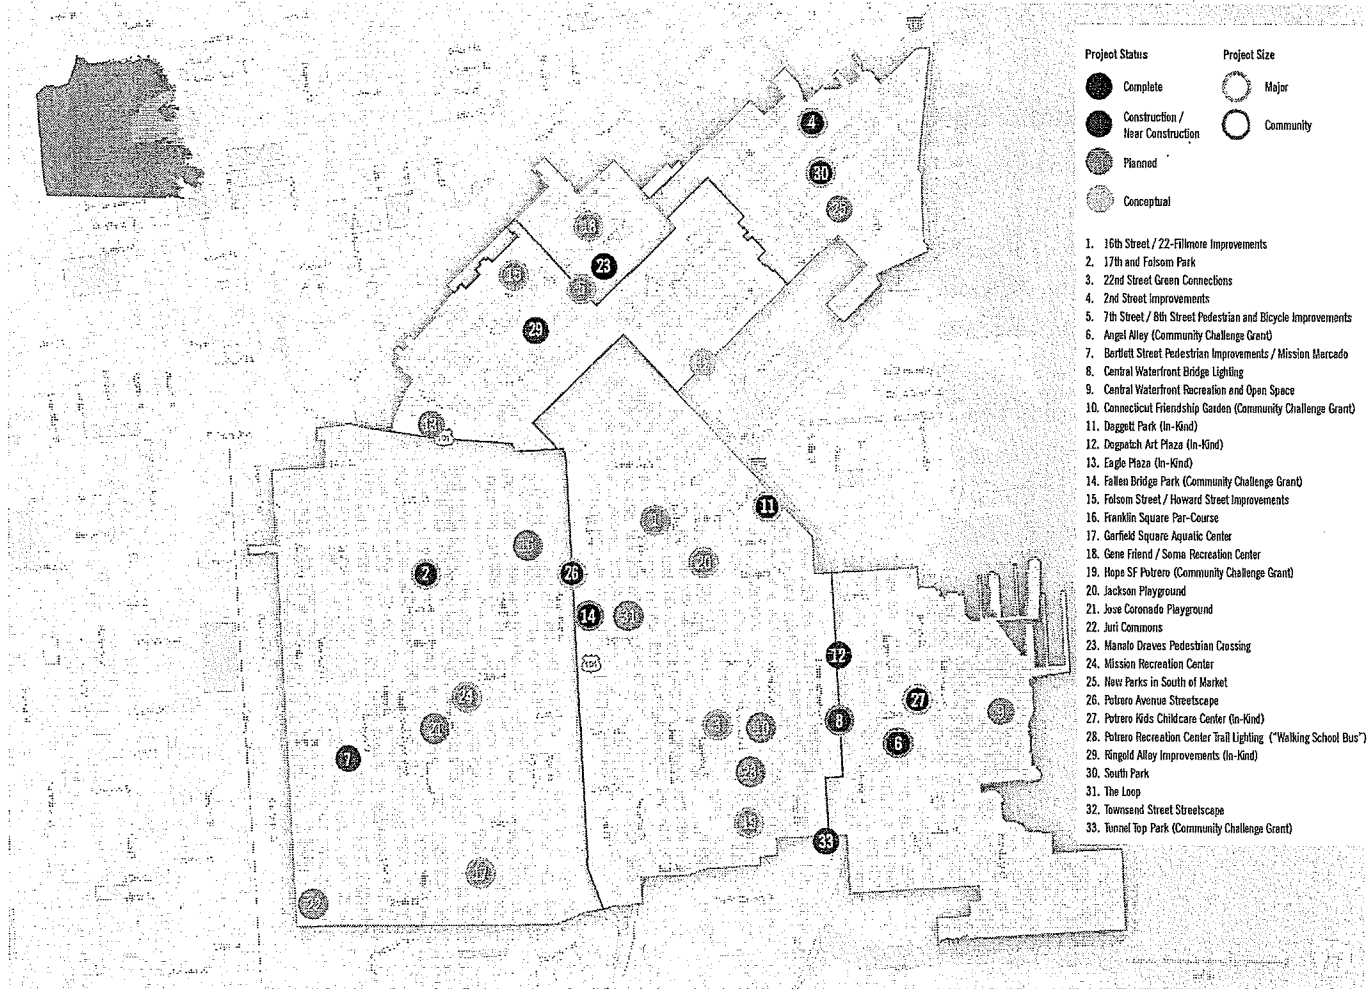 Project Status
Project Size
Complete
Major
Construction /
Near Construction
Community
Planned
Conceptual
1. 16th Street / 22-Fillmore Improvements
2. 17th and Folsom Park
3. 22nd Street Green Connections
4. 2nd Street Improvements
5. 7th Street / 8th Street Pedestrian and Bicycle Improvements
6. Angel Alley (Community Challenge Grant)
7. Bartlett Street Pedestrian Improvements / Mission Mercado
8. Central Waterfront Bridge Lighting
9. Central Waterfront Recreation and Open Space
10. Connecticut Friendship Garden (Community Challenge Grant)
11. Daggett Park (In-Kind)
12. Dogpatch Art Plaza (In-Kind)
13. Eagle Plaza (In-Kind)
14. Fallen Bridge Park (Community Challenge Grant)
15. Folsom Street / Howard Street Improvements
16. Franklin Square Par-Course
17. Garfield Square Aquatic Center
18. Gene Friend / Soma Recreation Center
19. Hope SF Potrero (Community Challenge Grant)
20. Jackson Playground
21. Jose Coronado Playground
22. Juri Commons
23. Manalo Draves Pedestrian Crossing
24. Mission Recreation Center
25. New Parks in South of Market
26. Potrero Avenue Streetscape
27. Potrero Kids Childcare Center (In-Kind)
28. Potrero Recreation Center Trail Lighting ("Walking School Bus")
29. Ringold Alley Improvements (In-Kind)
30. South Park
31. The Loop
32. Townsend Street Streetscape
33. Tunnel Top Park (Community Challenge Grant)
4
30
25
18
23
15
29
11
1
20
2
26
14
12
27
8
6
24
7
28
33
17
22
101